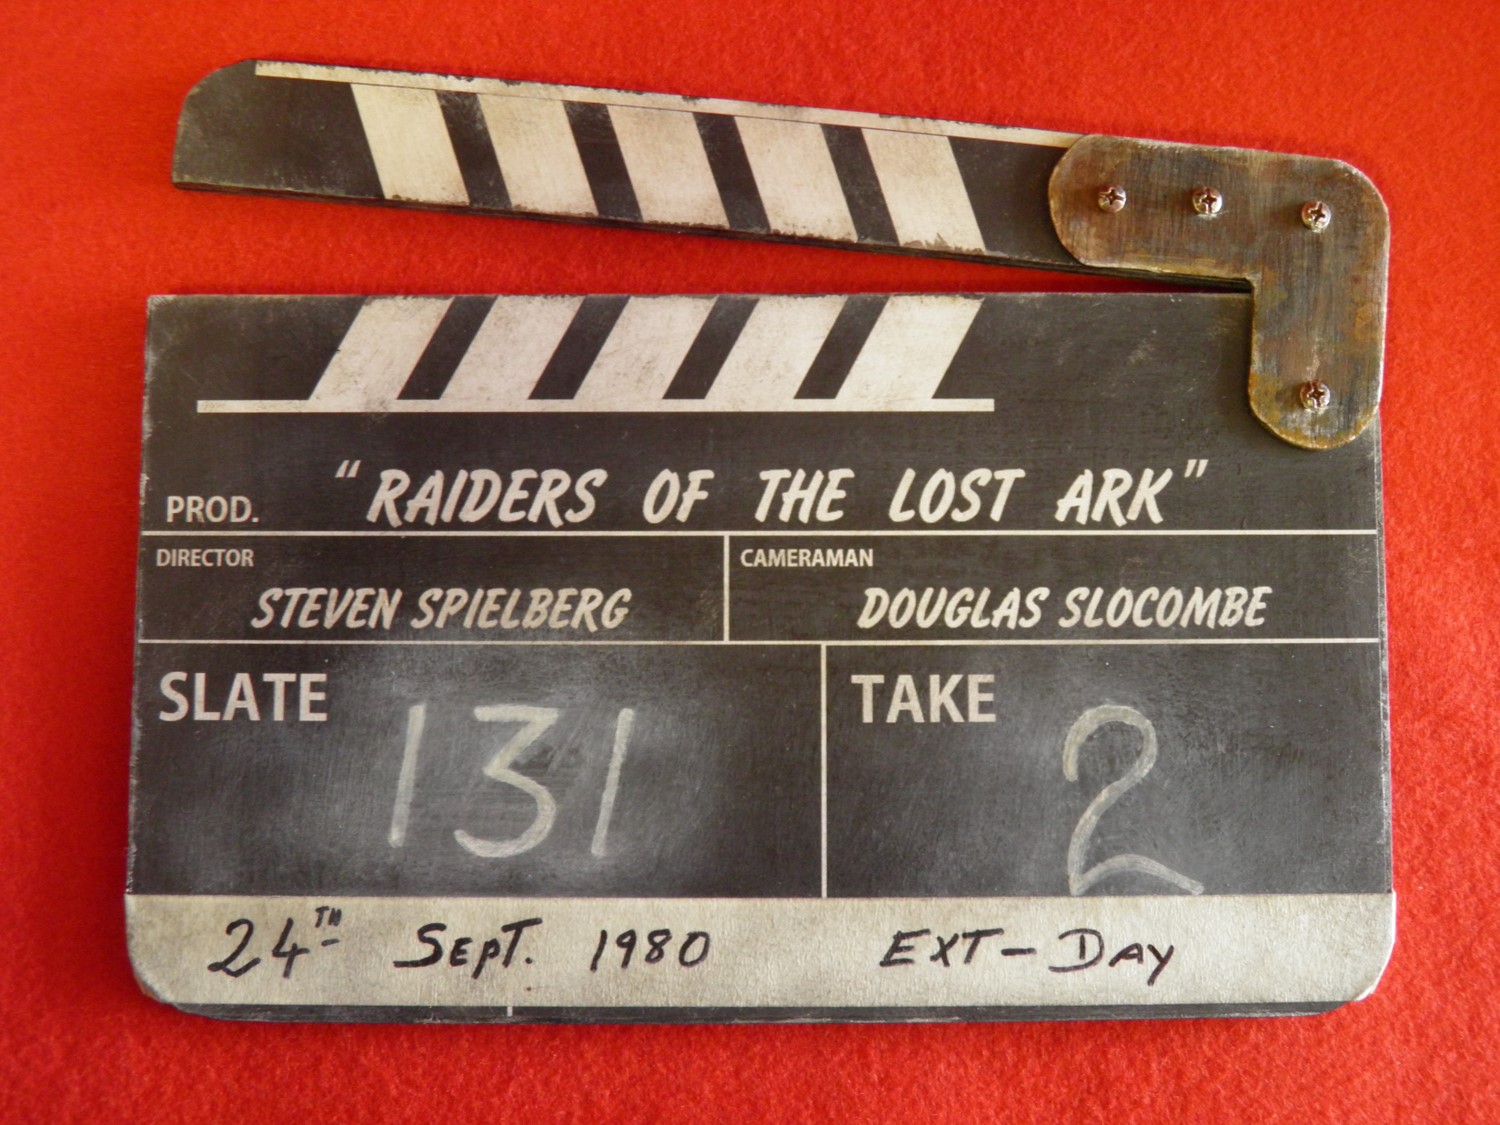 PROD. "RAIDERS OF THE LOST ARK"
DIRECTOR CAMERAMAN
STEVEN SPIELBERG DOUGLAS SLOCOMBE
SLATE 131 TAKE 2
24TH SEPT. 1980 EXT - DAY